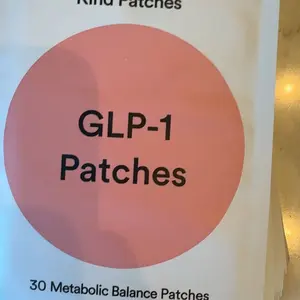 Kind Patches
GLP-1
Patches
30 Metabolic Balance Patches